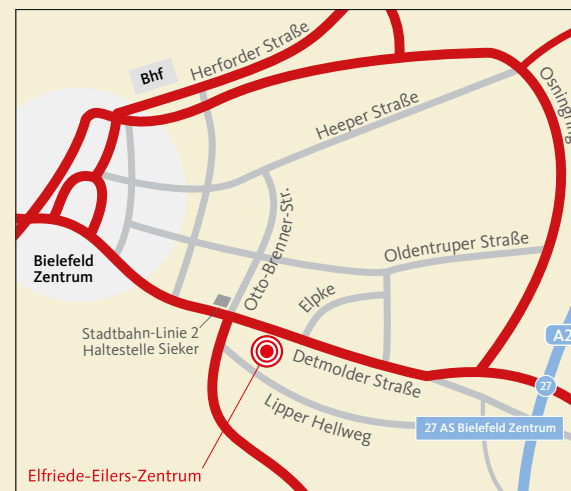 Bhf
Herforder Straße
Osningring
Heeper Straße
Otto-Brenner-Str.
Oldentruper Straße
Bielefeld
Zentrum
Elpke
Stadtbahn-Linie 2
Haltestelle Sieker
A2
Detmolder Straße
27
Lipper Hellweg
27 AS Bielefeld Zentrum
Elfriede-Eilers-Zentrum